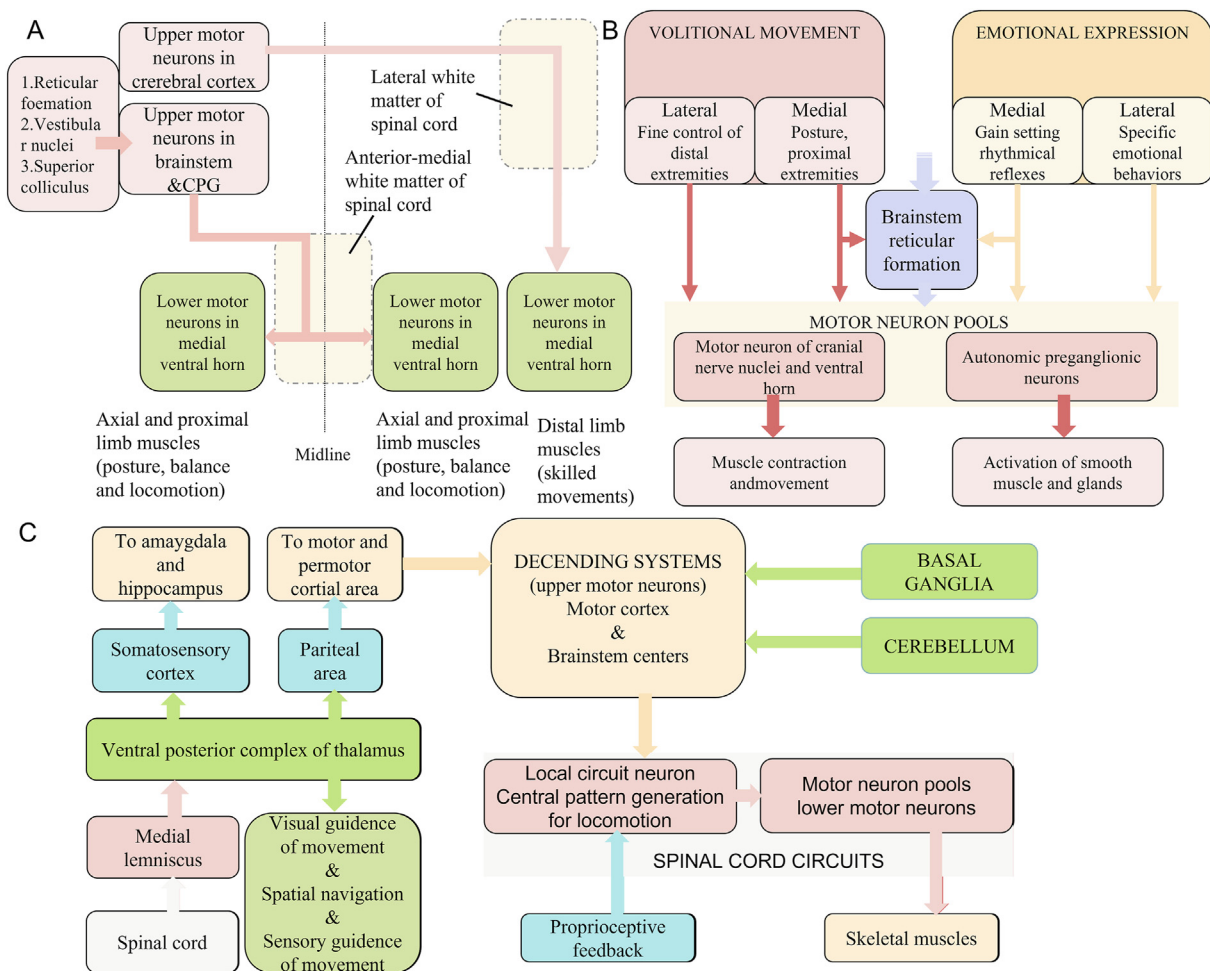 A
Upper motor
neurons in
crerebral cortex
1.Reticular
foemation
2.Vestibula
r nuclei
3.Superior
colliculus
Upper motor
neurons in
brainstem
&CPG
Lateral white
matter of
spinal cord
Anterior-medial
white matter of
spinal cord
Lower motor
neurons in
medial
ventral horn
Lower motor
neurons in
medial
ventral horn
Lower motor
neurons in
medial
ventral horn
Axial and proximal
limb muscles
(posture, balance
and locomotion)
Midline
Axial and proximal
limb muscles
(posture, balance
and locomotion)
Distal limb
muscles
(skilled
movements)
B
VOLITIONAL MOVEMENT
EMOTIONAL EXPRESSION
Lateral
Fine control of
distal
extremities
Medial
Posture,
proximal
extremities
Medial
Gain setting
rhythmical
reflexes
Lateral
Specific
emotional
behaviors
Brainstem
reticular
formation
MOTOR NEURON POOLS
Motor neuron of cranial
nerve nuclei and ventral
horn
Autonomic preganglionic
neurons
Muscle contraction
andmovement
Activation of smooth
muscle and glands
C
To amaygdala
and
hippocampus
To motor and
permotor
cortial area
Somatosensory
cortex
Pariteal
area
Ventral posterior complex of thalamus
Medial
lemniscus
Spinal cord
Visual guidence
of movement
&
Spatial navigation
&
Sensory guidence
of movement
DECENDING SYSTEMS
(upper motor neurons)
Motor cortex
&
Brainstem centers
BASAL
GANGLIA
CEREBELLUM
Local circuit neuron
Central pattern generation
for locomotion
Motor neuron pools
lower motor neurons
SPINAL CORD CIRCUITS
Proprioceptive
feedback
Skeletal muscles